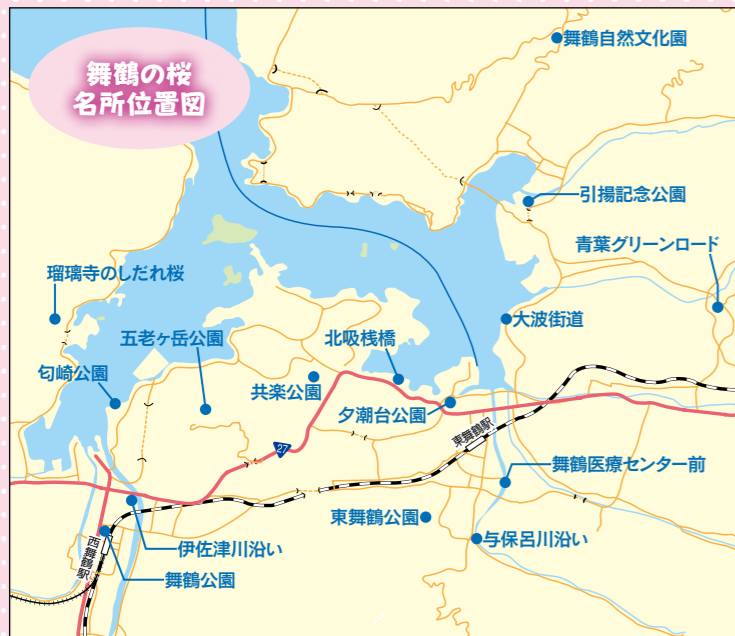 舞鶴の桜
名所位置図
舞鶴自然文化園
引揚記念公園
青葉グリーンロード
瑠璃寺のしだれ桜
大波街道
五老ヶ岳公園
北吸桟橋
匂崎公園
共楽公園
夕潮台公園
27
東舞鶴駅
舞鶴医療センター前
東舞鶴公園
与保呂川沿い
伊佐津川沿い
西舞鶴駅
舞鶴公園